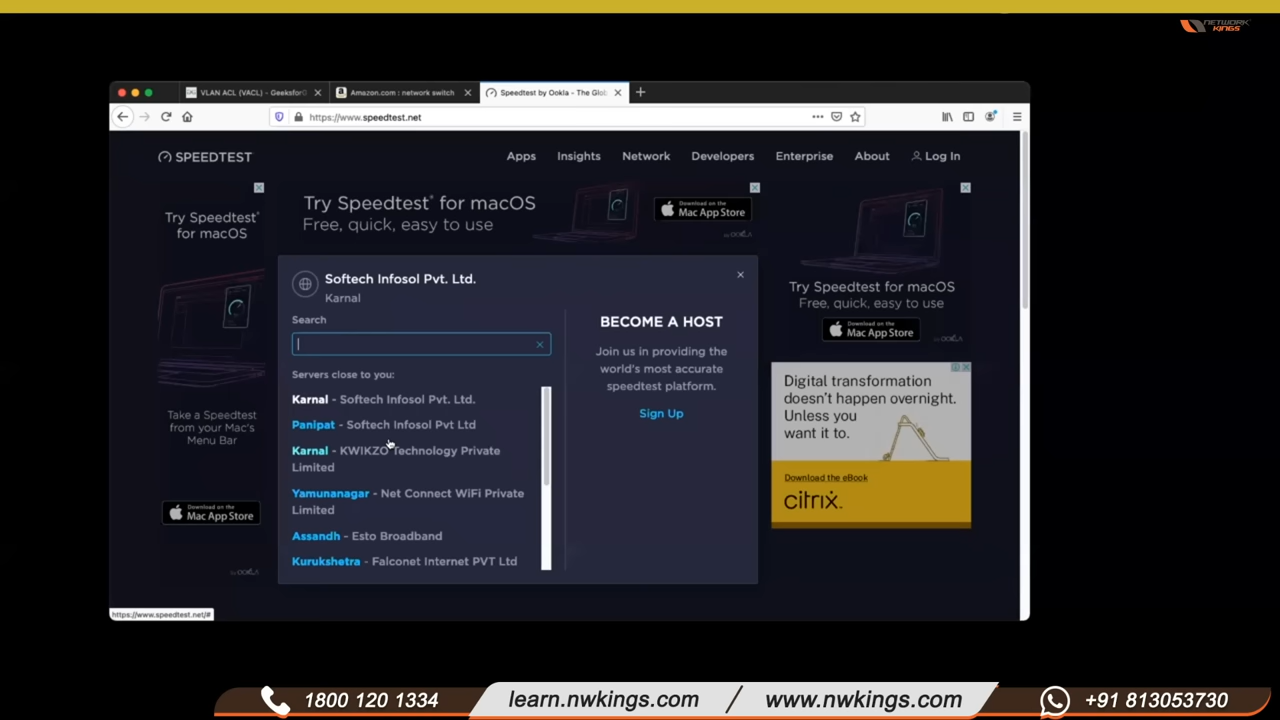 NETWORK
KINGS
VLAN ACL (VACL) - GeeksforG
Amazon.com : network switch
Speedtest by Ookla - The Glob
https://www.speedtest.net
SPEEDTEST
Apps
Insights
Network
Developers
Enterprise
About
Log In
Try Speedtest®
for macOS
Take a Speedtest
from your Mac's
Menu Bar
Download on the
Mac App Store
by OOKLA
Try Speedtest® for macOS
Free, quick, easy to use
Download on the
Mac App Store
by OOKLA
Try Speedtest for macOS
Free, quick, easy to use
Download on the
Mac App Store
Softech Infosol Pvt. Ltd.
Karnal
Search
Servers close to you:
Karnal - Softech Infosol Pvt. Ltd.
Panipat - Softech Infosol Pvt Ltd
Karnal - KWIKZO Technology Private
Limited
Yamunanagar - Net Connect WiFi Private
Limited
Assandh - Esto Broadband
Kurukshetra - Falconet Internet PVT Ltd
BECOME A HOST
Join us in providing the
world's most accurate
speedtest platform.
Sign Up
Digital transformation
doesn't happen overnight.
Unless you
want it to.
Download the eBook
citrix.
https://www.speedtest.net/#
1800 120 1334
learn.nwkings.com / www.nwkings.com
+91 813053730